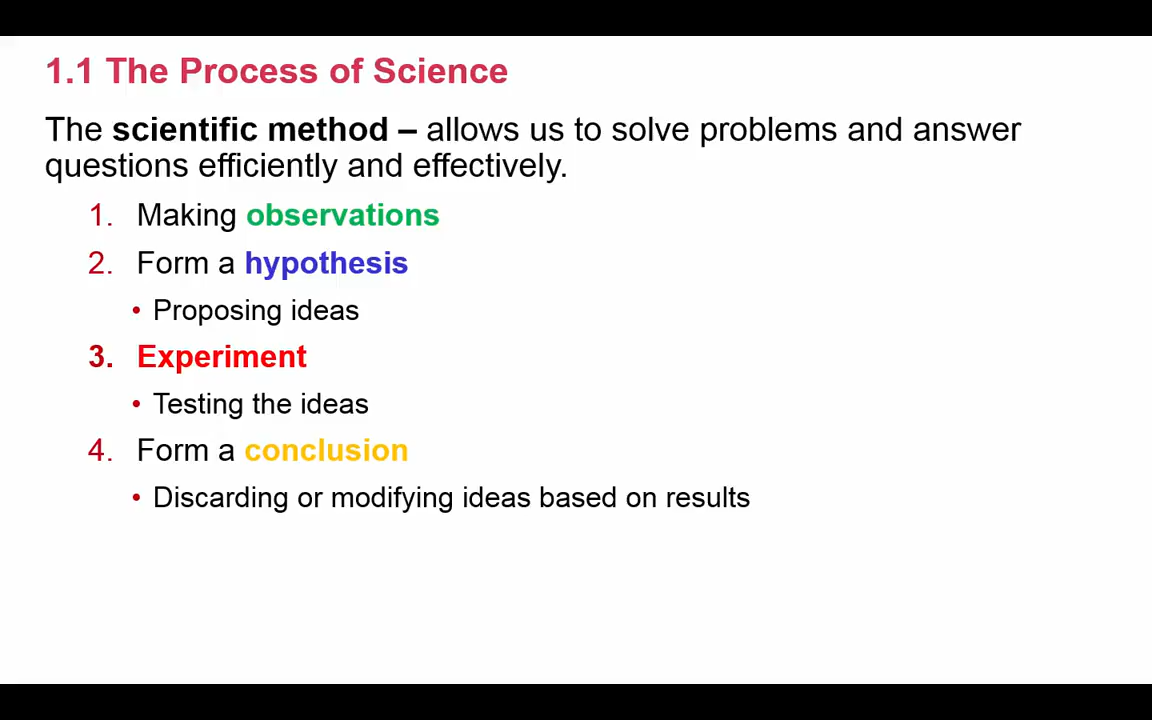 1.1 The Process of Science
The scientific method – allows us to solve problems and answer
questions efficiently and effectively.
1. Making observations
2. Form a hypothesis
• Proposing ideas
3. Experiment
• Testing the ideas
4. Form a conclusion
• Discarding or modifying ideas based on results